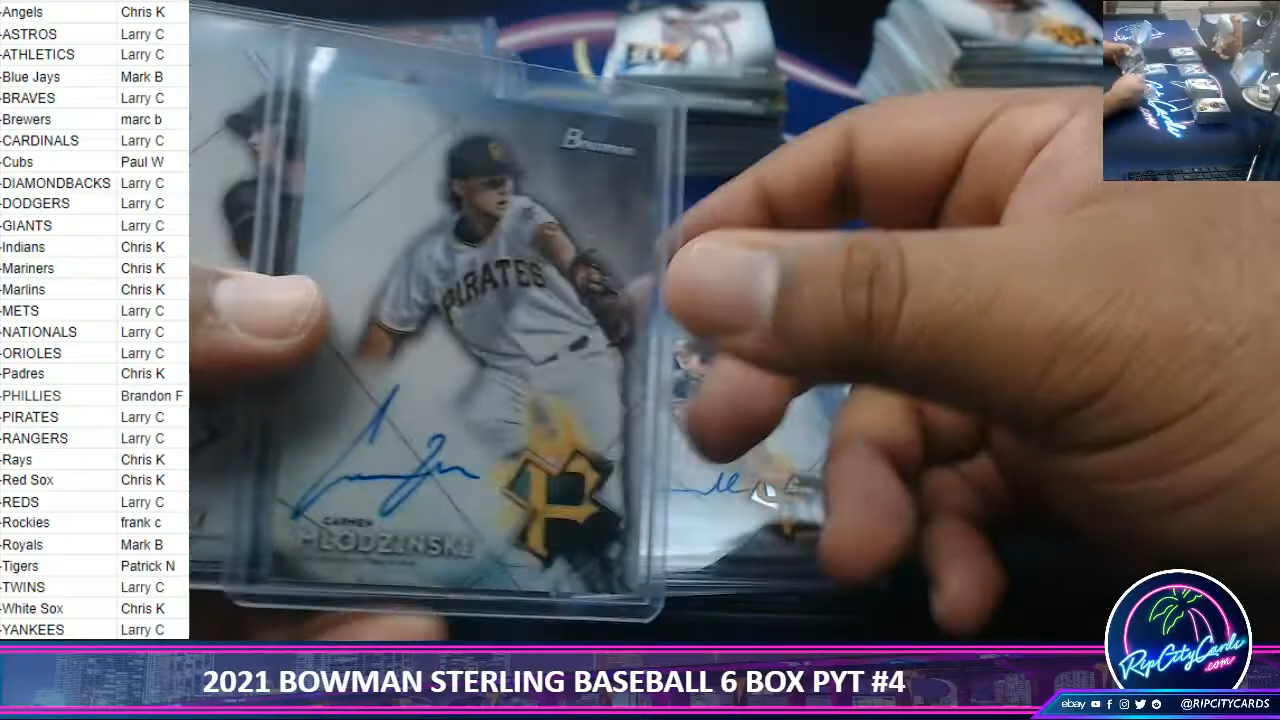 -Angels Chris K
-ASTROS Larry C
-ATHLETICS Larry C
-Blue Jays Mark B
-BRAVES Larry C
-Brewers marc b
-CARDINALS Larry C
-Cubs Paul W
-DIAMONDBACKS Larry C
-DODGERS Larry C
-GIANTS Larry C
-Indians Chris K
-Mariners Chris K
-Marlins Chris K
-METS Larry C
-NATIONALS Larry C
-ORIOLES Larry C
-Padres Chris K
-PHILLIES Brandon F
-PIRATES Larry C
-RANGERS Larry C
-Rays Chris K
-Red Sox Chris K
-REDS Larry C
-Rockies frank c
-Royals Mark B
-Tigers Patrick N
-TWINS Larry C
-White Sox Chris K
-YANKEES Larry C
Bowman
PIRATES
P
CARMEN
MLODZINSKI
RipCityCards
.com
2021 BOWMAN STERLING BASEBALL 6 BOX PYT #4
ebay @RIPCITYCARDS